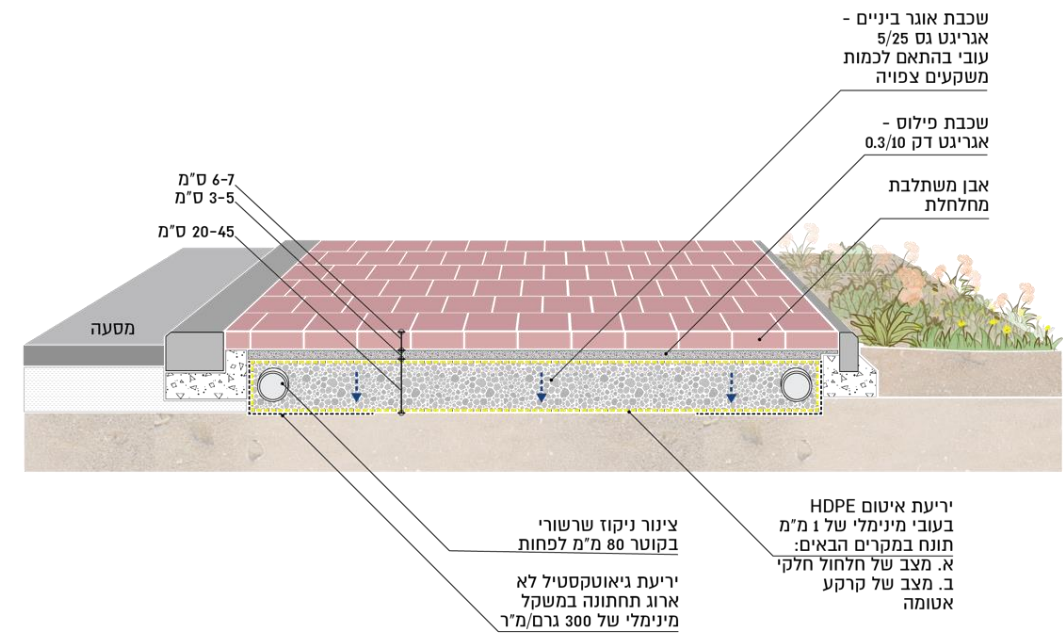 שכבת אוגר ביניים -
אגריגט גס 5/25
עובי בהתאם לכמות
משקעים צפויה
שכבת פילוס -
אגריגט דק 0.3/10
אבן משתלבת
מחלחלת
6-7 ס"מ
3-5 ס"מ
20-45 ס"מ
מסעה
יריעת איטום HDPE
בעובי מינימלי של 1 מ"מ
תונח במקרים הבאים:
א. מצב של חלחול חלקי
ב. מצב של קרקע
אטומה
צינור ניקוז שרשורי
בקוטר 80 מ"מ לפחות
יריעת גיאוטקסטיל לא
ארוג תחתונה במשקל
מינימלי של 300 גרם/מ"ר